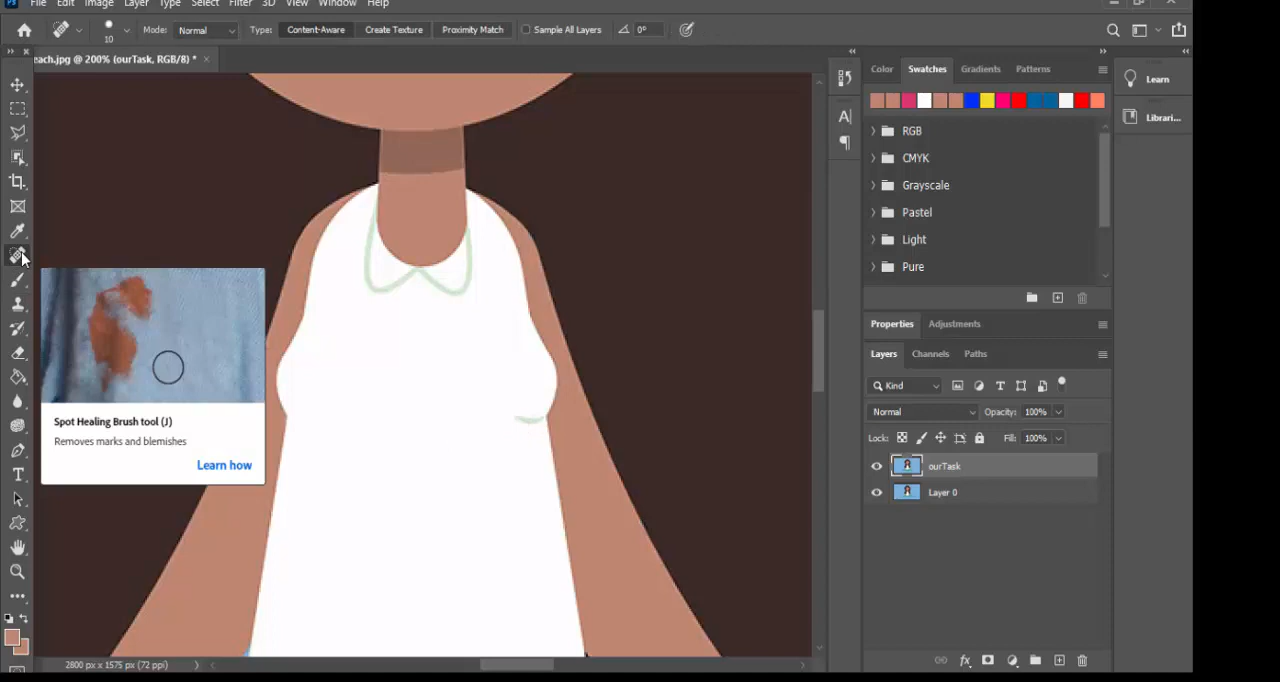 Ps File Edit Image Layer Type Select Filter 3D View Window Help
10 Mode: Normal Type: Content-Aware Create Texture Proximity Match Sample All Layers 0°
each.jpg @ 200% (ourTask, RGB/8) * ×
Color Swatches Gradients Patterns
Learn
Librari...
RGB
CMYK
Grayscale
Pastel
Light
Pure
Spot Healing Brush tool (J)
Removes marks and blemishes
Learn how
Properties Adjustments
Layers Channels Paths
Kind
Normal Opacity: 100%
Lock: Fill: 100%
ourTask
Layer 0
2800 px x 1575 px (72 ppi)
fx